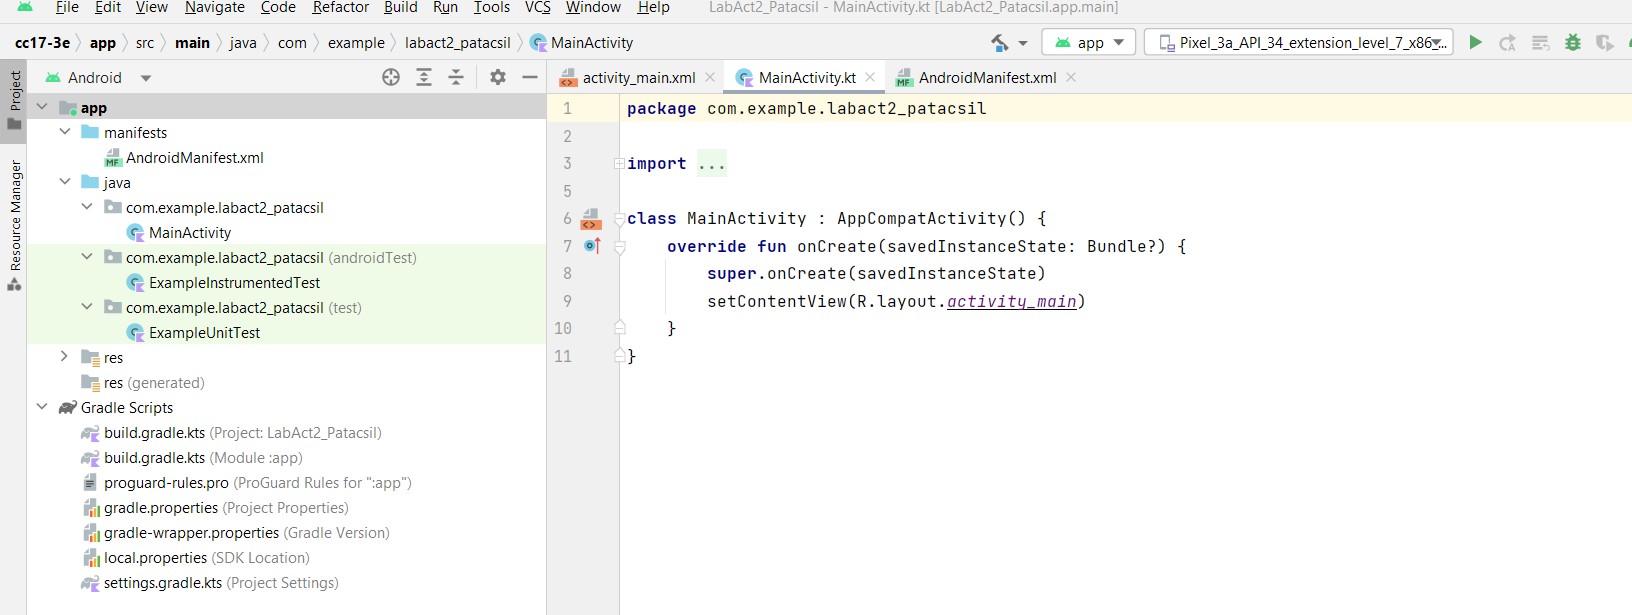 File Edit View Navigate Code Refactor Build Run Tools VCS Window Help LabAct2_Patacsil - MainActivity.kt [LabAct2_Patacsil.app.main]
cc17-3e app src main java com example labact2_patacsil MainActivity app Pixel_3a_API_34_extension_level_7_x86...
Project
Resource Manager
Android
app
manifests
AndroidManifest.xml
java
com.example.labact2_patacsil
MainActivity
com.example.labact2_patacsil (androidTest)
ExampleInstrumentedTest
com.example.labact2_patacsil (test)
ExampleUnitTest
res
res (generated)
Gradle Scripts
build.gradle.kts (Project: LabAct2_Patacsil)
build.gradle.kts (Module :app)
proguard-rules.pro (ProGuard Rules for ":app")
gradle.properties (Project Properties)
gradle-wrapper.properties (Gradle Version)
local.properties (SDK Location)
settings.gradle.kts (Project Settings)
activity_main.xml MainActivity.kt AndroidManifest.xml
1 package com.example.labact2_patacsil
2
3 import ...
5
6 class MainActivity : AppCompatActivity() {
7 override fun onCreate(savedInstanceState: Bundle?) {
8 super.onCreate(savedInstanceState)
9 setContentView(R.layout.activity_main)
10 }
11 }